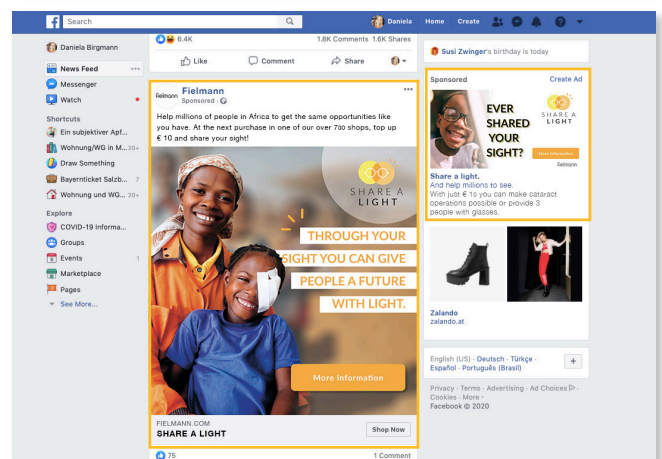 Search
Daniela
Home
Create
Daniela Birgmann
News Feed
Messenger
Watch
Shortcuts
Ein subjektiver Apf...
Wohnung/WG in M... 20+
Draw Something
Bayernticket Salzb... 7
Wohnung und WG... 20+
Explore
COVID-19 Informa...
Groups
Events 1
Marketplace
Pages
See More...
6.4K
1.8K Comments 1.6K Shares
Like
Comment
Share
fielmann
Fielmann
Sponsored ·
Help millions of people in Africa to get the same opportunities like
you have. At the next purchase in one of our over 700 shops, top up
€ 10 and share your sight!
SHARE A
LIGHT
THROUGH YOUR
SIGHT YOU CAN GIVE
PEOPLE A FUTURE
WITH LIGHT.
More Information
FIELMANN.COM
SHARE A LIGHT
Shop Now
75
1 Comment
Susi Zwinger's birthday is today
Sponsored
Create Ad
EVER
SHARED
YOUR
SIGHT?
SHARE A
LIGHT
More Information
fielmann
Share a light.
And help millions to see.
With just € 10 you can make cataract
operations possible or provide 3
people with glasses.
Zalando
zalando.at
English (US) · Deutsch · Türkçe ·
Español · Português (Brasil)
+
Privacy · Terms · Advertising · Ad Choices ·
Cookies · More
Facebook © 2020